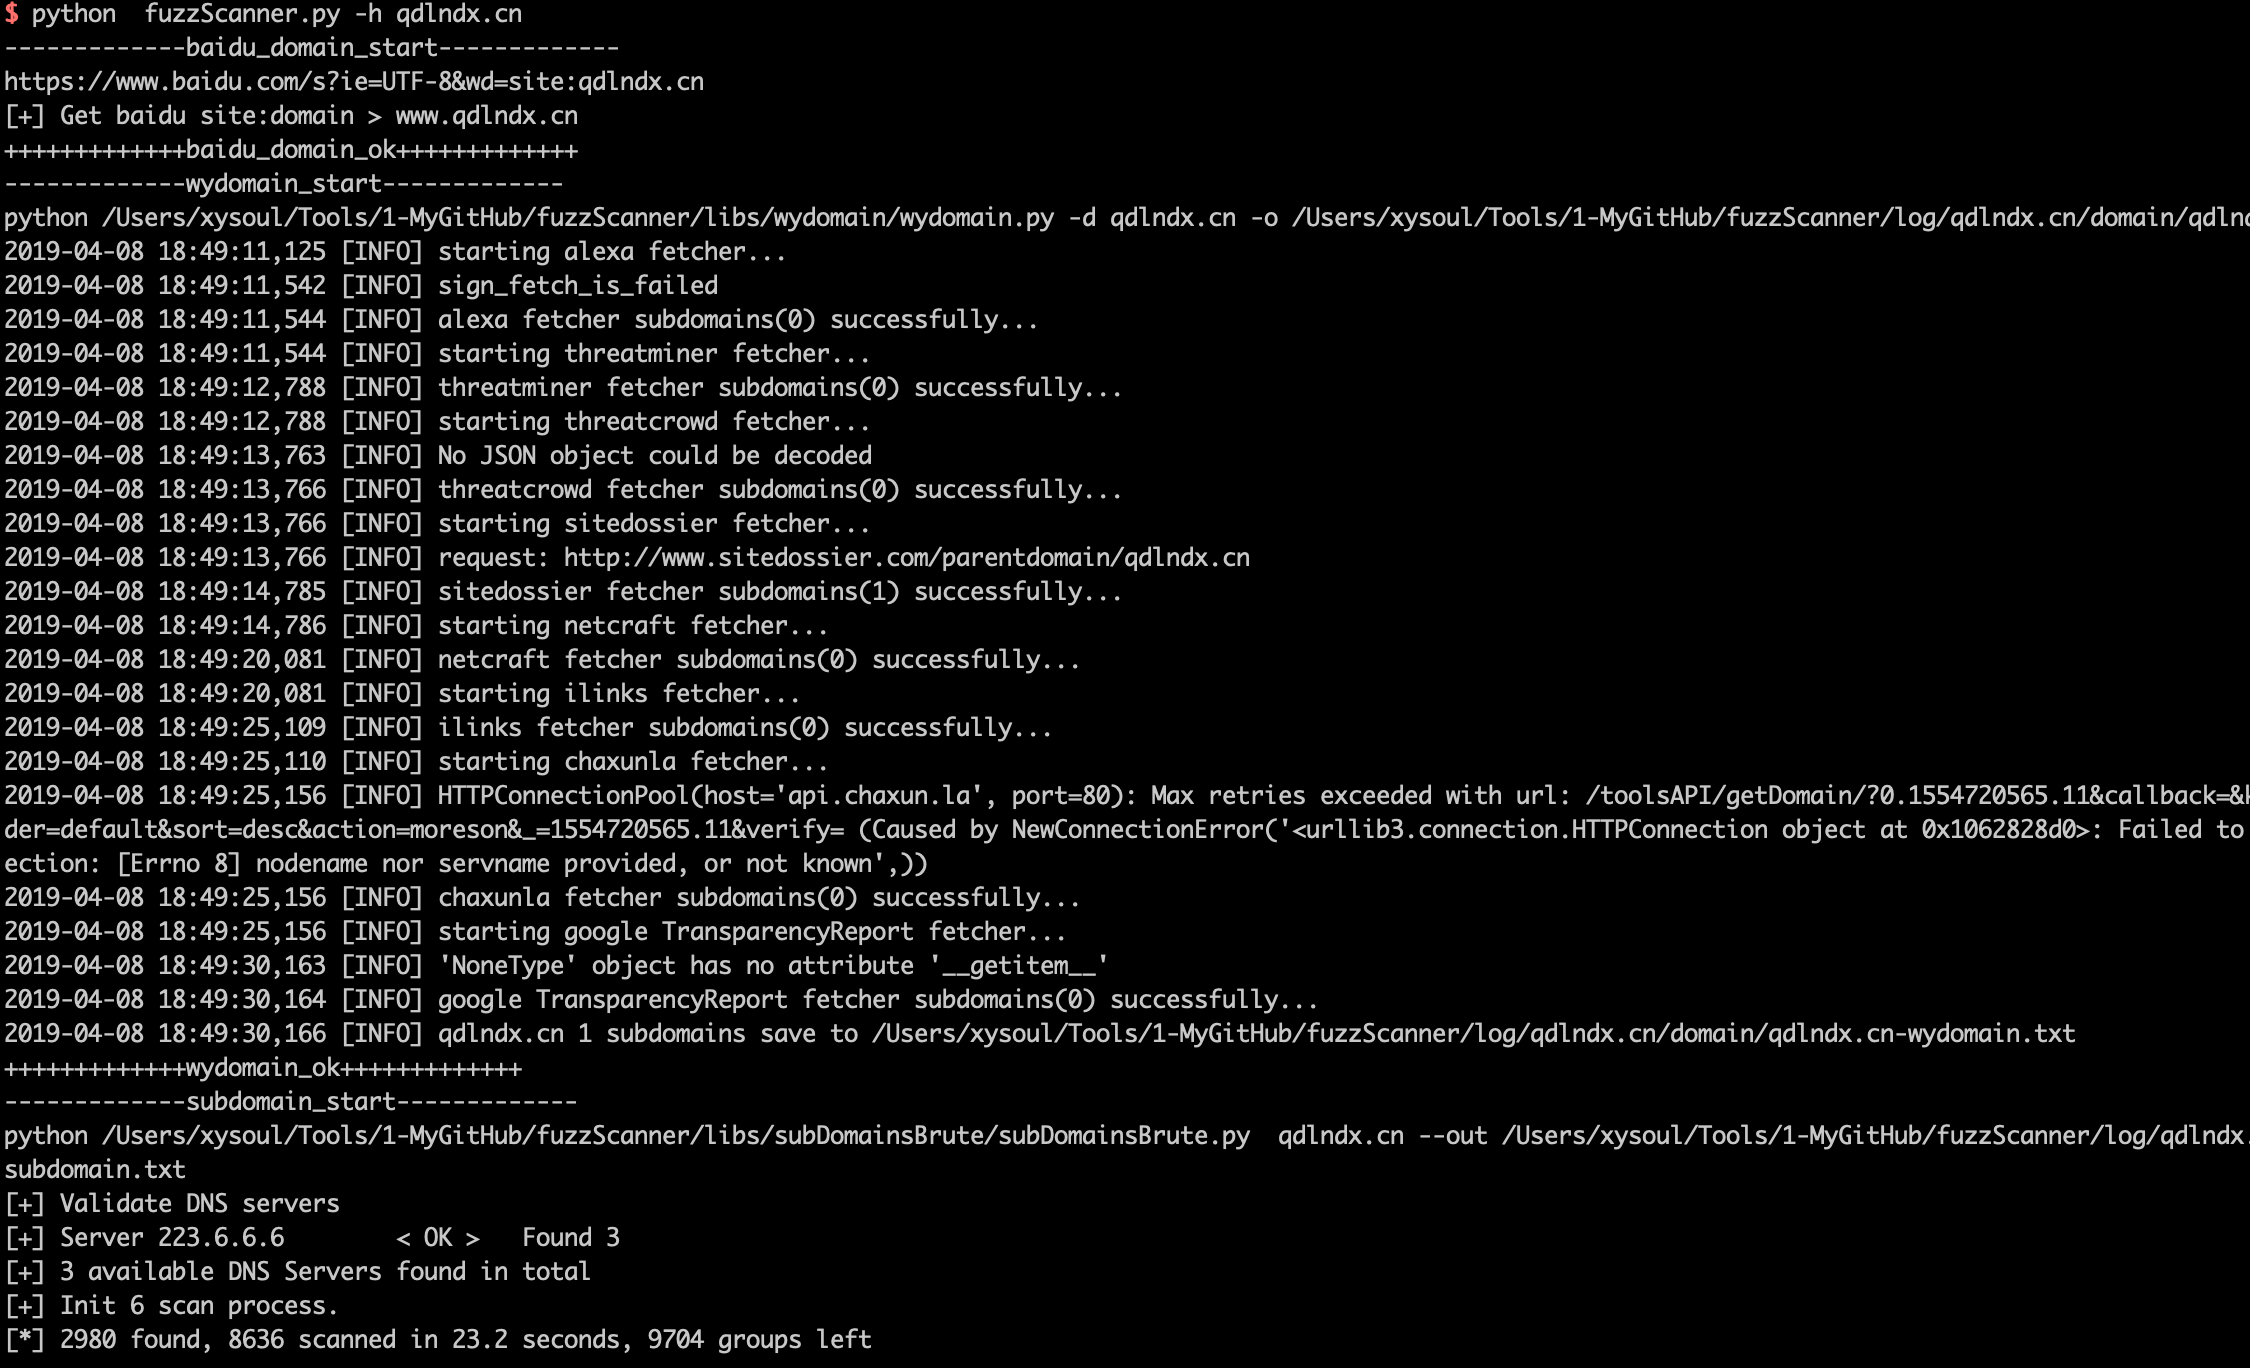 $ python  fuzzScanner.py -h qdlndx.cn
-------------baidu_domain_start-------------
https://www.baidu.com/s?ie=UTF-8&wd=site:qdlndx.cn
[+] Get baidu site:domain > www.qdlndx.cn
+++++++++++++baidu_domain_ok+++++++++++++
-------------wydomain_start-------------
python /Users/xysoul/Tools/1-MyGitHub/fuzzScanner/libs/wydomain/wydomain.py -d qdlndx.cn -o /Users/xysoul/Tools/1-MyGitHub/fuzzScanner/log/qdlndx.cn/domain/qdlnd
2019-04-08 18:49:11,125 [INFO] starting alexa fetcher...
2019-04-08 18:49:11,542 [INFO] sign_fetch_is_failed
2019-04-08 18:49:11,544 [INFO] alexa fetcher subdomains(0) successfully...
2019-04-08 18:49:11,544 [INFO] starting threatminer fetcher...
2019-04-08 18:49:12,788 [INFO] threatminer fetcher subdomains(0) successfully...
2019-04-08 18:49:12,788 [INFO] starting threatcrowd fetcher...
2019-04-08 18:49:13,763 [INFO] No JSON object could be decoded
2019-04-08 18:49:13,766 [INFO] threatcrowd fetcher subdomains(0) successfully...
2019-04-08 18:49:13,766 [INFO] starting sitedossier fetcher...
2019-04-08 18:49:13,766 [INFO] request: http://www.sitedossier.com/parentdomain/qdlndx.cn
2019-04-08 18:49:14,785 [INFO] sitedossier fetcher subdomains(1) successfully...
2019-04-08 18:49:14,786 [INFO] starting netcraft fetcher...
2019-04-08 18:49:20,081 [INFO] netcraft fetcher subdomains(0) successfully...
2019-04-08 18:49:20,081 [INFO] starting ilinks fetcher...
2019-04-08 18:49:25,109 [INFO] ilinks fetcher subdomains(0) successfully...
2019-04-08 18:49:25,110 [INFO] starting chaxunla fetcher...
2019-04-08 18:49:25,156 [INFO] HTTPConnectionPool(host='api.chaxun.la', port=80): Max retries exceeded with url: /toolsAPI/getDomain/?0.1554720565.11&callback=&k
der=default&sort=desc&action=moreson&_=1554720565.11&verify= (Caused by NewConnectionError('<urllib3.connection.HTTPConnection object at 0x1062828d0>: Failed to
ection: [Errno 8] nodename nor servname provided, or not known',))
2019-04-08 18:49:25,156 [INFO] chaxunla fetcher subdomains(0) successfully...
2019-04-08 18:49:25,156 [INFO] starting google TransparencyReport fetcher...
2019-04-08 18:49:30,163 [INFO] 'NoneType' object has no attribute '__getitem__'
2019-04-08 18:49:30,164 [INFO] google TransparencyReport fetcher subdomains(0) successfully...
2019-04-08 18:49:30,166 [INFO] qdlndx.cn 1 subdomains save to /Users/xysoul/Tools/1-MyGitHub/fuzzScanner/log/qdlndx.cn/domain/qdlndx.cn-wydomain.txt
+++++++++++++wydomain_ok+++++++++++++
-------------subdomain_start-------------
python /Users/xysoul/Tools/1-MyGitHub/fuzzScanner/libs/subDomainsBrute/subDomainsBrute.py  qdlndx.cn --out /Users/xysoul/Tools/1-MyGitHub/fuzzScanner/log/qdlndx.
subdomain.txt
[+] Validate DNS servers
[+] Server 223.6.6.6        < OK >   Found 3
[+] 3 available DNS Servers found in total
[+] Init 6 scan process.
[*] 2980 found, 8636 scanned in 23.2 seconds, 9704 groups left